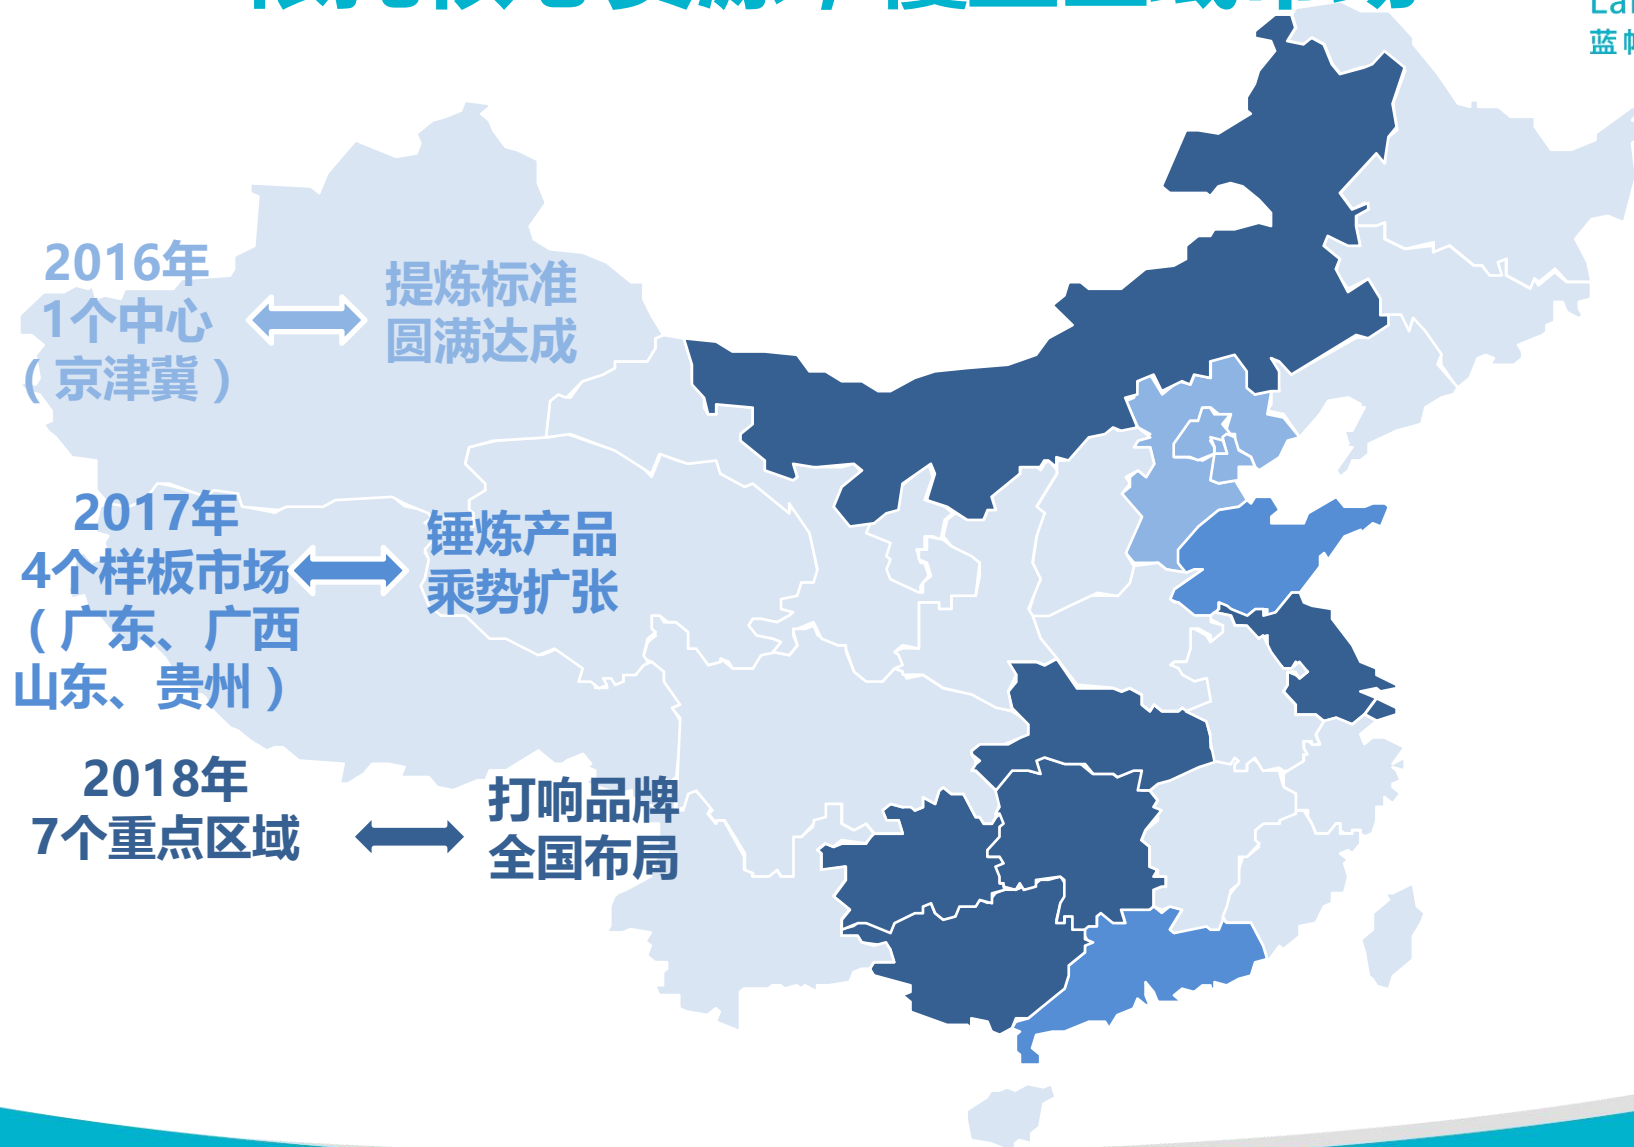 2016年
1个中心
（京津冀）
提炼标准
圆满达成
2017年
4个样板市场
（广东、广西
山东、贵州）
锤炼产品
乘势扩张
2018年
7个重点区域
打响品牌
全国布局